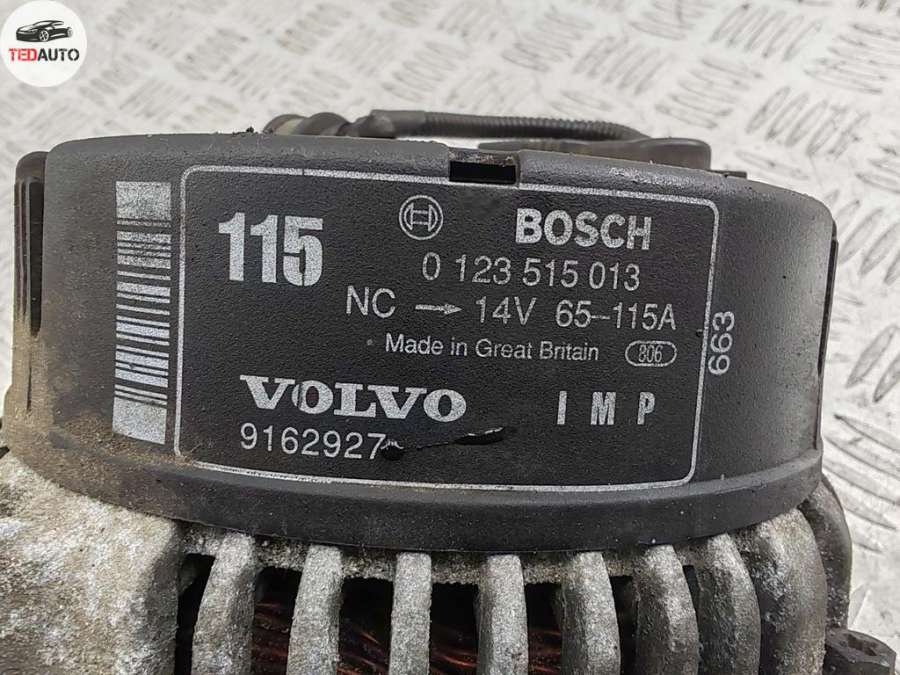 TEDAUTO
115
BOSCH
0 123 515 013
NC → 14V 65–115A
Made in Great Britain 806
663
VOLVO IMP
9162927